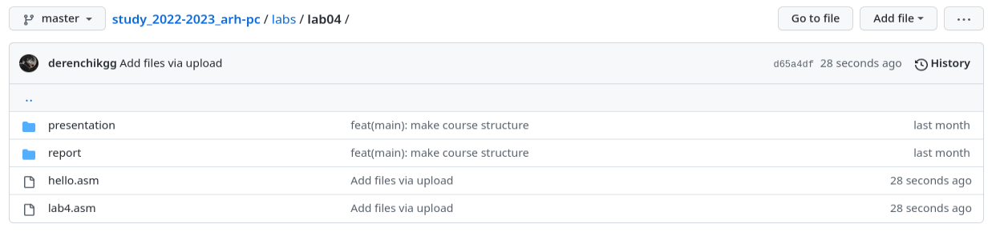 master study_2022-2023_arh-pc / labs / lab04 / Go to file Add file ...
derenchikgg Add files via upload d65a4df 28 seconds ago History
..
presentation feat(main): make course structure last month
report feat(main): make course structure last month
hello.asm Add files via upload 28 seconds ago
lab4.asm Add files via upload 28 seconds ago